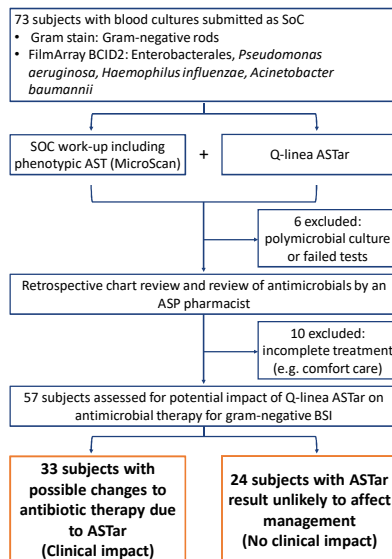 73 subjects with blood cultures submitted as SoC
• Gram stain: Gram-negative rods
• FilmArray BCID2: Enterobacterales, Pseudomonas
aeruginosa, Haemophilus influenzae, Acinetobacter
baumannii
SOC work-up including
phenotypic AST (MicroScan)
+
Q-linea ASTar
6 excluded:
polymicrobial culture
or failed tests
Retrospective chart review and review of antimicrobials by an
ASP pharmacist
10 excluded:
incomplete treatment
(e.g. comfort care)
57 subjects assessed for potential impact of Q-linea ASTar on
antimicrobial therapy for gram-negative BSI
33 subjects with
possible changes to
antibiotic therapy due
to ASTar
(Clinical impact)
24 subjects with ASTar
result unlikely to affect
management
(No clinical impact)